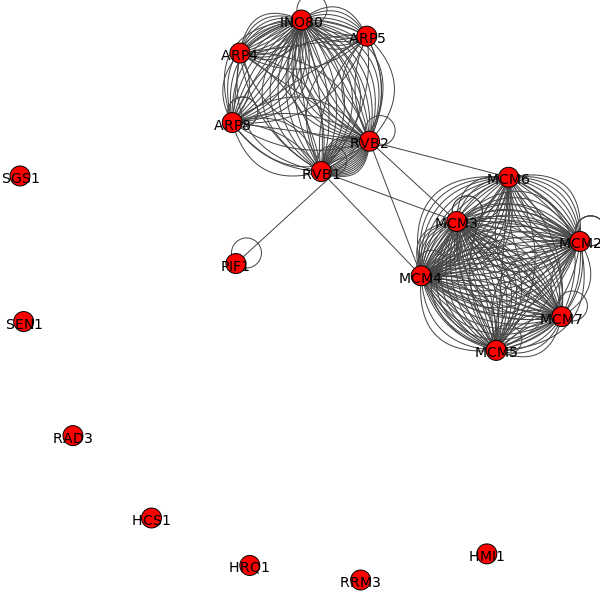 INO80
ARP5
ARP4
ARP8
RVB2
RVB1
SGS1
MCM6
MCM3
MCM2
PIF1
MCM4
SEN1
MCM7
MCM5
RAD3
HCS1
HRQ1
RRM3
HMI1